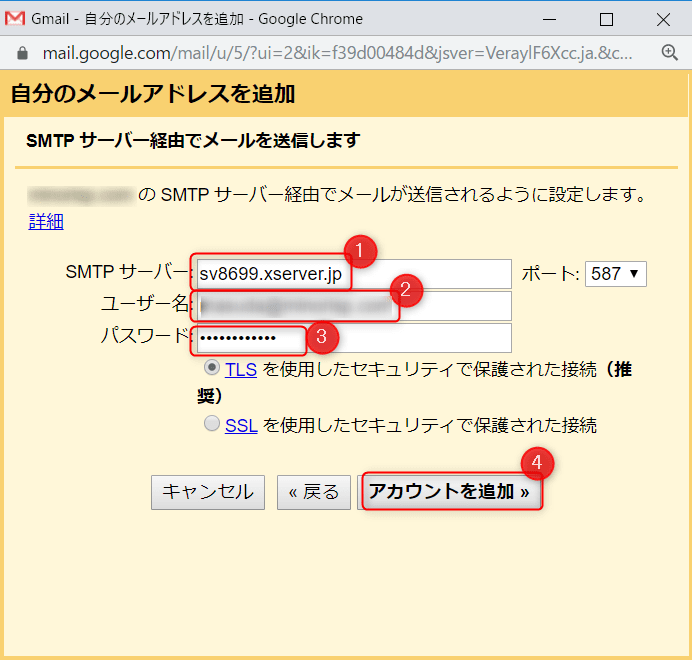 Gmail - 自分のメールアドレスを追加 - Google Chrome
mail.google.com/mail/u/5/?ui=2&ik=f39d00484d&jsver=VerayIF6Xcc.ja.&c...
自分のメールアドレスを追加
SMTP サーバー経由でメールを送信します
の SMTP サーバー経由でメールが送信されるように設定します。
詳細
1
SMTP サーバー: sv8699.xserver.jp ポート: 587 ▼
2
ユーザー名:
パスワード: •••••••••••• 3
TLS を使用したセキュリティで保護された接続（推
奨）
SSL を使用したセキュリティで保護された接続
4
キャンセル « 戻る アカウントを追加 »